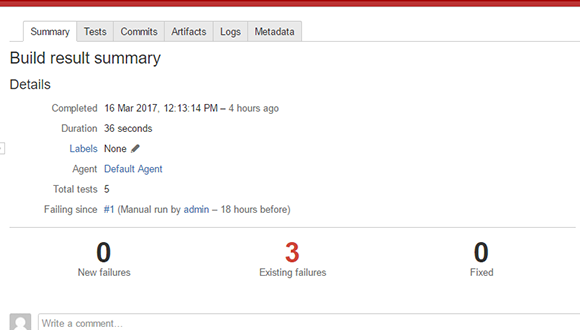 Summary Tests Commits Artifacts Logs Metadata
Build result summary
Details
Completed 16 Mar 2017, 12:13:14 PM – 4 hours ago
Duration 36 seconds
Labels None
Agent Default Agent
Total tests 5
Failing since #1 (Manual run by admin – 18 hours before)
0 3 0
New failures Existing failures Fixed
Write a comment...